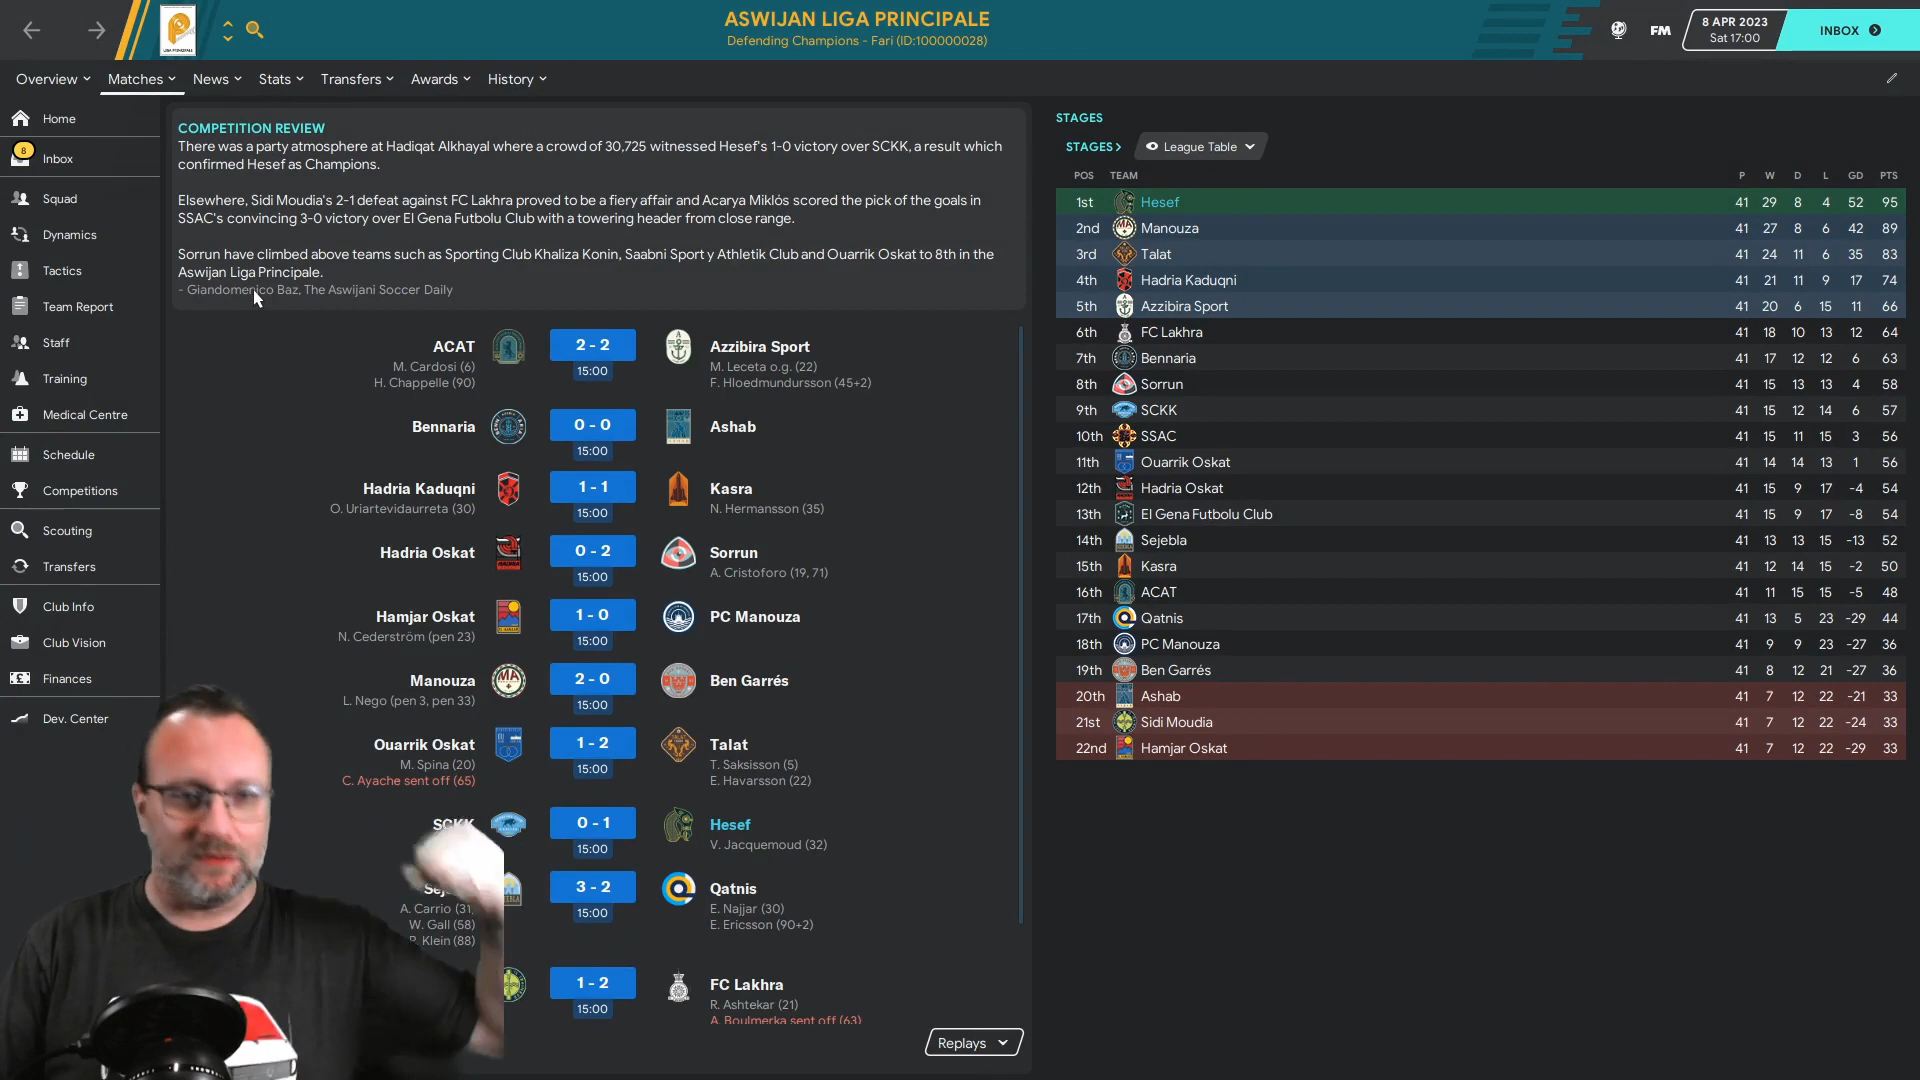 ASWIJAN LIGA PRINCIPALE
Defending Champions - Fari (ID:100000028)
FM
8 APR 2023
Sat 17:00
INBOX
Overview
Matches
News
Stats
Transfers
Awards
History
Home
8
Inbox
Squad
Dynamics
Tactics
Team Report
Staff
Training
Medical Centre
Schedule
Competitions
Scouting
Transfers
Club Info
Club Vision
Finances
Dev. Center
COMPETITION REVIEW
There was a party atmosphere at Hadiqat Alkhayal where a crowd of 30,725 witnessed Hesef's 1-0 victory over SCKK, a result which
confirmed Hesef as Champions.
Elsewhere, Sidi Moudia's 2-1 defeat against FC Lakhra proved to be a fiery affair and Acarya Miklós scored the pick of the goals in
SSAC's convincing 3-0 victory over El Gena Futbolu Club with a towering header from close range.
Sorrun have climbed above teams such as Sporting Club Khaliza Konin, Saabni Sport y Athletik Club and Ouarrik Oskat to 8th in the
Aswijan Liga Principale.
- Giandomenico Baz, The Aswijani Soccer Daily
ACAT 2 - 2 Azzibira Sport
M. Cardosi (6) 15:00 M. Leceta o.g. (22)
H. Chappelle (90) F. Hloedmundursson (45+2)
Bennaria 0 - 0 Ashab
15:00
Hadria Kaduqni 1 - 1 Kasra
O. Uriartevidaurreta (30) 15:00 N. Hermansson (35)
Hadria Oskat 0 - 2 Sorrun
15:00 A. Cristoforo (19, 71)
Hamjar Oskat 1 - 0 PC Manouza
N. Cederström (pen 23) 15:00
Manouza 2 - 0 Ben Garrés
L. Nego (pen 3, pen 33) 15:00
Ouarrik Oskat 1 - 2 Talat
M. Spina (20) 15:00 T. Saksisson (5)
C. Ayache sent off (65) E. Havarsson (22)
SCKK 0 - 1 Hesef
15:00 V. Jacquemoud (32)
3 - 2 Qatnis
A. Carrio (31, 15:00 E. Najjar (30)
W. Gall (58) E. Ericsson (90+2)
Klein (88)
1 - 2 FC Lakhra
15:00 R. Ashtekar (21)
A. Boulmerka sent off (63)
Replays
STAGES
STAGES
League Table
POS TEAM P W D L GD PTS
1st Hesef 41 29 8 4 52 95
2nd Manouza 41 27 8 6 42 89
3rd Talat 41 24 11 6 35 83
4th Hadria Kaduqni 41 21 11 9 17 74
5th Azzibira Sport 41 20 6 15 11 66
6th FC Lakhra 41 18 10 13 12 64
7th Bennaria 41 17 12 12 6 63
8th Sorrun 41 15 13 13 4 58
9th SCKK 41 15 12 14 6 57
10th SSAC 41 15 11 15 3 56
11th Ouarrik Oskat 41 14 14 13 1 56
12th Hadria Oskat 41 15 9 17 -4 54
13th El Gena Futbolu Club 41 15 9 17 -8 54
14th Sejebla 41 13 13 15 -13 52
15th Kasra 41 12 14 15 -2 50
16th ACAT 41 11 15 15 -5 48
17th Qatnis 41 13 5 23 -29 44
18th PC Manouza 41 9 9 23 -27 36
19th Ben Garrés 41 8 12 21 -27 36
20th Ashab 41 7 12 22 -21 33
21st Sidi Moudia 41 7 12 22 -24 33
22nd Hamjar Oskat 41 7 12 22 -29 33